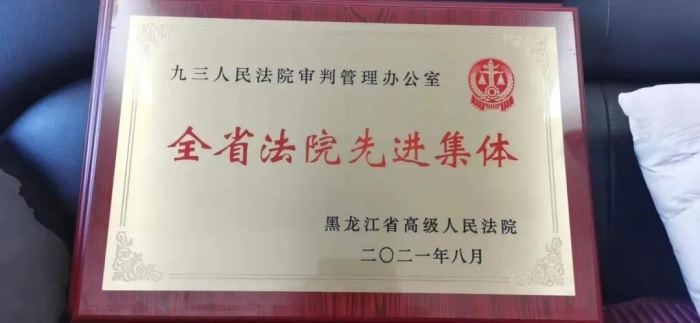 九三人民法院审判管理办公室
全省法院先进集体
黑龙江省高级人民法院
二〇二一年八月